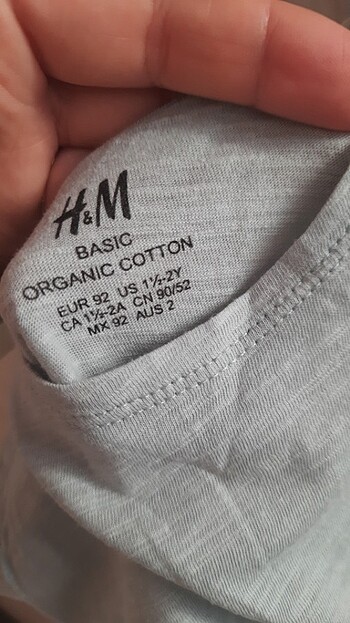 H&M
BASIC
ORGANIC COTTON
EUR 92 US 1½-2Y
CA 1½-2A CN 90/52
MX 92 AUS 2